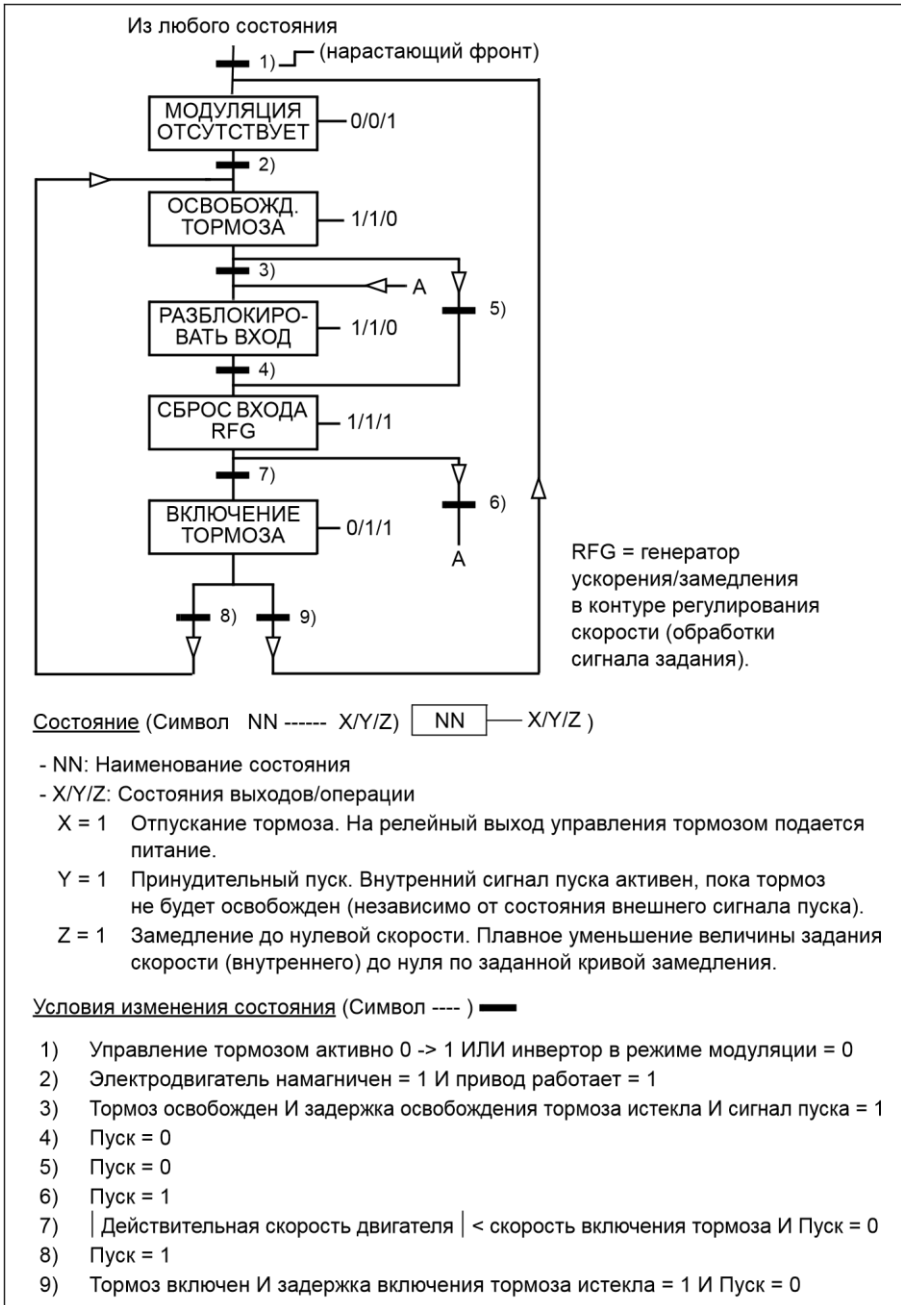 Из любого состояния
1) (нарастающий фронт)
МОДУЛЯЦИЯ
ОТСУТСТВУЕТ
0/0/1
2)
ОСВОБОЖД.
ТОРМОЗА
1/1/0
3)
A
5)
РАЗБЛОКИРО-
ВАТЬ ВХОД
1/1/0
4)
СБРОС ВХОДА
RFG
1/1/1
7)
6)
ВКЛЮЧЕНИЕ
ТОРМОЗА
0/1/1
A
8)
9)
RFG = генератор
ускорения/замедления
в контуре регулирования
скорости (обработки
сигнала задания).
Состояние (Символ NN ------ X/Y/Z) NN X/Y/Z )
- NN: Наименование состояния
- X/Y/Z: Состояния выходов/операции
X = 1 Отпускание тормоза. На релейный выход управления тормозом подается
питание.
Y = 1 Принудительный пуск. Внутренний сигнал пуска активен, пока тормоз
не будет освобожден (независимо от состояния внешнего сигнала пуска).
Z = 1 Замедление до нулевой скорости. Плавное уменьшение величины задания
скорости (внутреннего) до нуля по заданной кривой замедления.
Условия изменения состояния (Символ ---- )
1) Управление тормозом активно 0 -> 1 ИЛИ инвертор в режиме модуляции = 0
2) Электродвигатель намагничен = 1 И привод работает = 1
3) Тормоз освобожден И задержка освобождения тормоза истекла И сигнал пуска = 1
4) Пуск = 0
5) Пуск = 0
6) Пуск = 1
7) | Действительная скорость двигателя | < скорость включения тормоза И Пуск = 0
8) Пуск = 1
9) Тормоз включен И задержка включения тормоза истекла = 1 И Пуск = 0